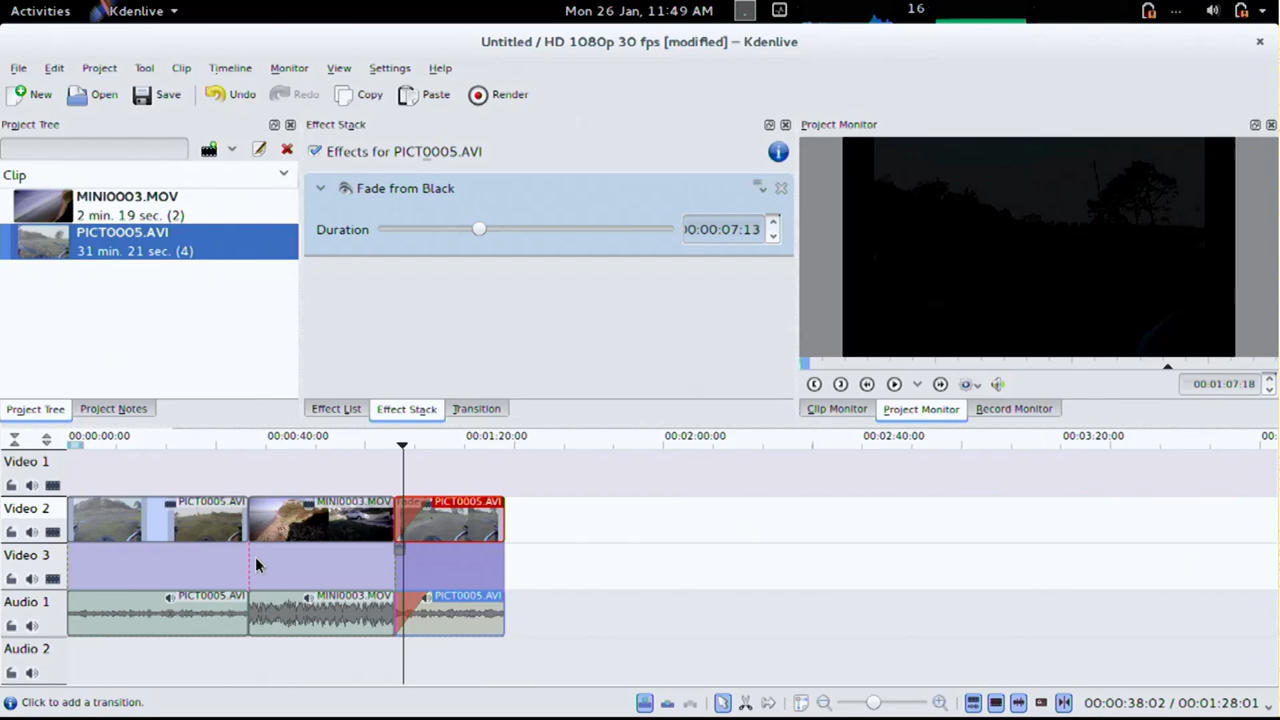 Activities Kdenlive Mon 26 Jan, 11:49 AM 16
Untitled / HD 1080p 30 fps [modified] – Kdenlive
File Edit Project Tool Clip Timeline Monitor View Settings Help
New Open Save Undo Redo Copy Paste Render
Project Tree Effect Stack Project Monitor
Effects for PICT0005.AVI
Clip
Fade from Black
MINI0003.MOV
2 min. 19 sec. (2)
PICT0005.AVI
31 min. 21 sec. (4)
Duration 00:00:07:13
00:01:07:18
Project Tree Project Notes Effect List Effect Stack Transition Clip Monitor Project Monitor Record Monitor
00:00:00:00 00:00:40:00 00:01:20:00 00:02:00:00 00:02:40:00 00:03:20:00 00:
Video 1
Video 2 PICT0005.AVI MINI0003.MOV PICT0005.AVI
Video 3
Audio 1 PICT0005.AVI MINI0003.MOV PICT0005.AVI
Audio 2
Click to add a transition. 00:00:38:02 / 00:01:28:01